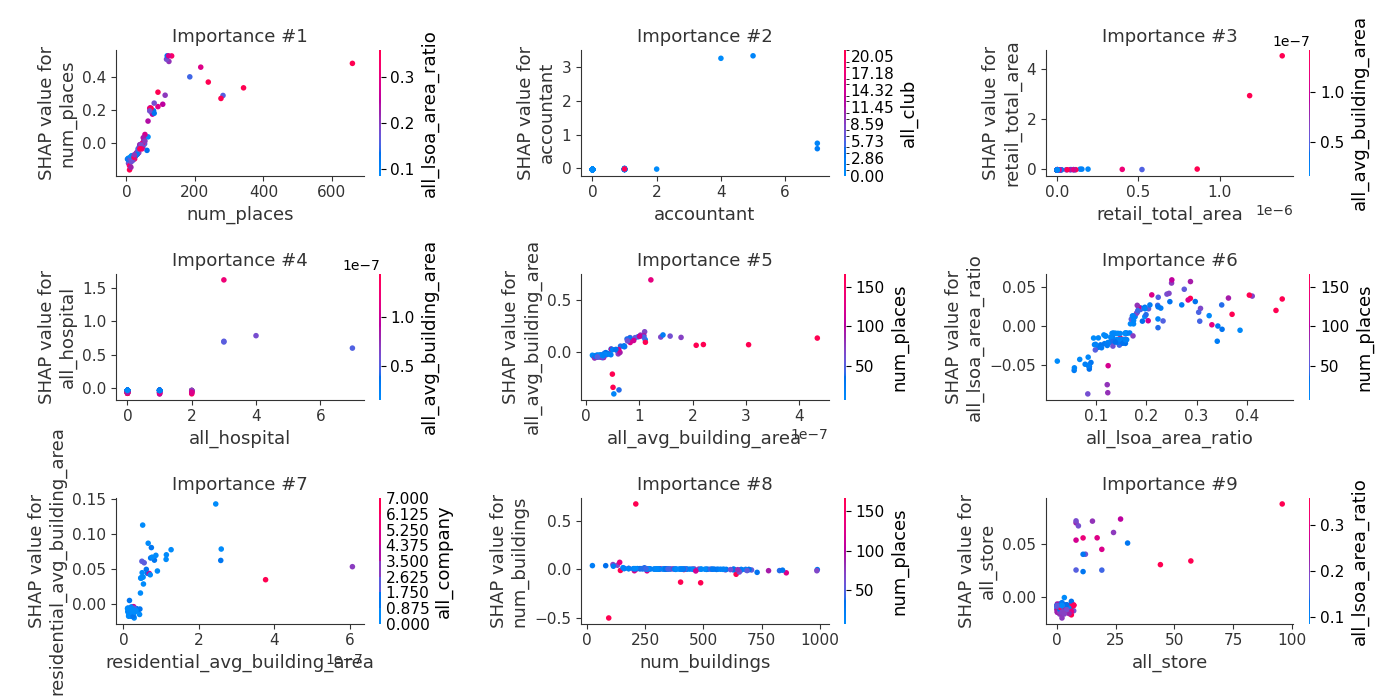 Importance #1
SHAP value for
num_places
0.4
0.2
0.0
0
200
400
600
num_places
0.3
0.2
0.1
all_lsoa_area_ratio
Importance #2
SHAP value for
accountant
3
2
1
0
0
2
4
6
accountant
20.05
17.18
14.32
11.45
8.59
5.73
2.86
0.00
all_club
Importance #3
SHAP value for
retail_total_area
4
2
0
0.0
0.5
1.0
1e−6
retail_total_area
1e−7
1.0
0.5
all_avg_building_area
Importance #4
SHAP value for
all_hospital
1.5
1.0
0.5
0.0
0
2
4
6
all_hospital
1e−7
1.0
0.5
all_avg_building_area
Importance #5
SHAP value for
all_avg_building_area
0.5
0.0
0
1
2
3
4
1e−7
all_avg_building_area
150
100
50
num_places
Importance #6
SHAP value for
all_lsoa_area_ratio
0.05
0.00
−0.05
0.1
0.2
0.3
0.4
all_lsoa_area_ratio
150
100
50
num_places
Importance #7
SHAP value for
residential_avg_building_area
0.15
0.10
0.05
0.00
0
2
4
6
1e−7
residential_avg_building_area
7.000
6.125
5.250
4.375
3.500
2.625
1.750
0.875
0.000
all_company
Importance #8
SHAP value for
num_buildings
0.5
0.0
−0.5
0
250
500
750
1000
num_buildings
150
100
50
num_places
Importance #9
SHAP value for
all_store
0.05
0.00
0
25
50
75
100
all_store
0.3
0.2
0.1
all_lsoa_area_ratio